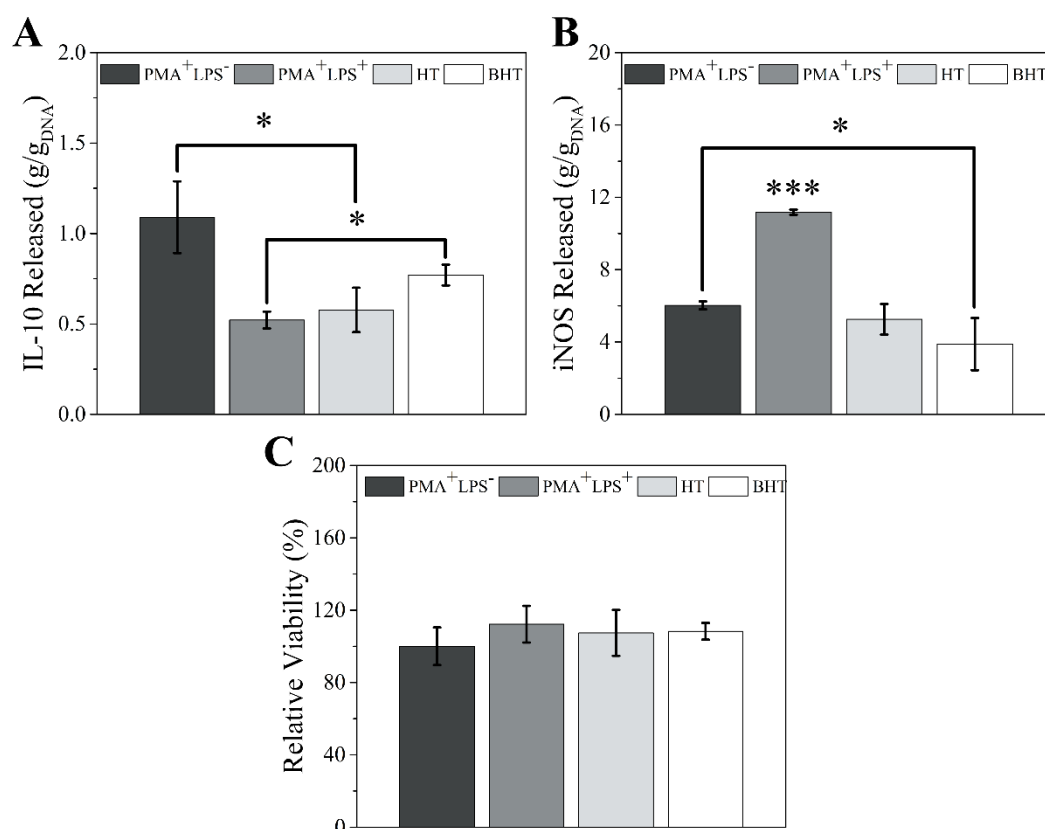 A
IL-10 Released (g/g_DNA)
2.0
1.5
1.0
0.5
0.0
PMA⁺LPS⁻ PMA⁺LPS⁺ HT BHT
*
*
B
iNOS Released (g/g_DNA)
20
16
12
8
4
0
PMA⁺LPS⁻ PMA⁺LPS⁺ HT BHT
*
***
C
Relative Viability (%)
200
160
120
80
40
0
PMA⁺LPS⁻ PMA⁺LPS⁺ HT BHT